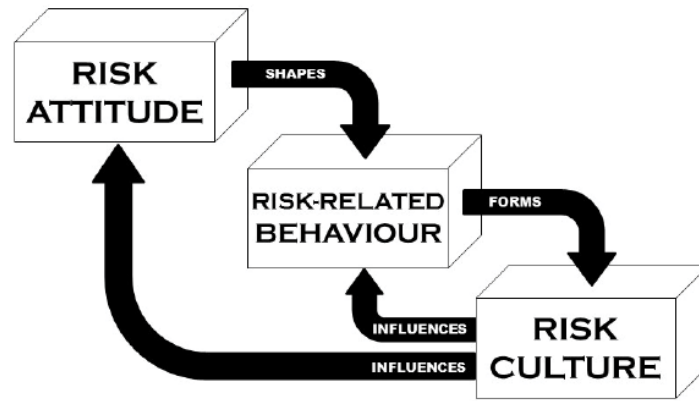 RISK
ATTITUDE
SHAPES
RISK-RELATED
BEHAVIOUR
FORMS
INFLUENCES
RISK
CULTURE
INFLUENCES